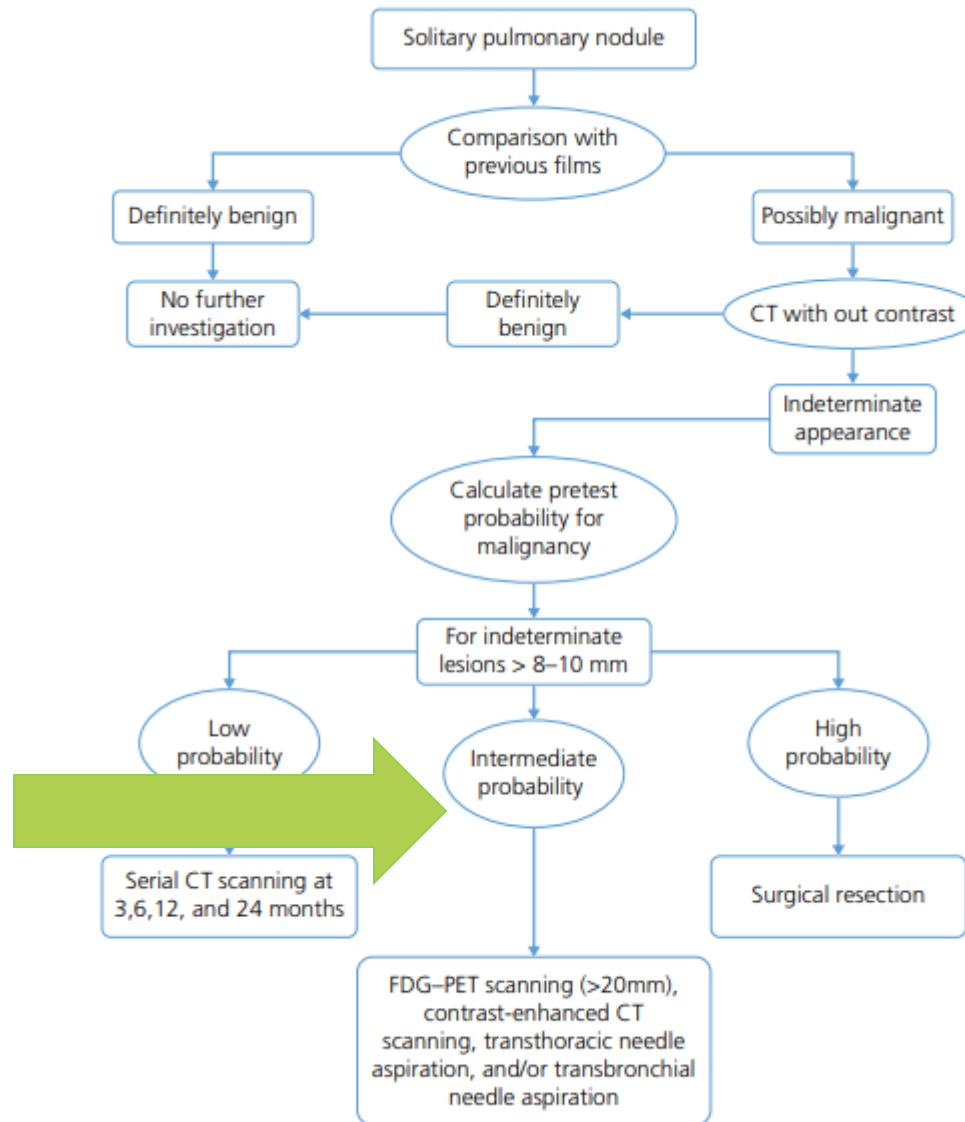 Solitary pulmonary nodule
Comparison with
previous films
Definitely benign
Possibly malignant
No further
investigation
Definitely
benign
CT with out contrast
Indeterminate
appearance
Calculate pretest
probability for
malignancy
For indeterminate
lesions > 8–10 mm
Low
probability
Intermediate
probability
High
probability
Serial CT scanning at
3,6,12, and 24 months
Surgical resection
FDG–PET scanning (>20mm),
contrast-enhanced CT
scanning, transthoracic needle
aspiration, and/or transbronchial
needle aspiration